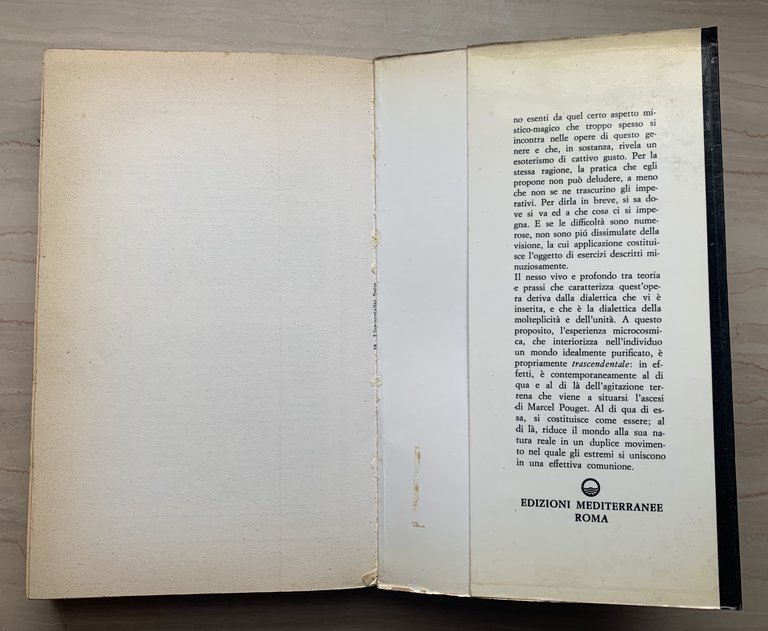 no esenti da quel certo aspetto mi-
stico-magico che troppo spesso si
incontra nelle opere di questo ge-
nere e che, in sostanza, rivela un
esoterismo di cattivo gusto. Per la
stessa ragione, la pratica che egli
propone non può deludere, a meno
che non se ne trascurino gli impe-
rativi. Per dirla in breve, si sa do-
ve si va ed a che cosa ci si impe-
gna. E se le difficoltà sono nume-
rose, non sono piú dissimulate della
visione, la cui applicazione costitui-
sce l'oggetto di esercizi descritti mi-
nuziosamente.
Il nesso vivo e profondo tra teoria
e prassi che caratterizza quest'ope-
ra deriva dalla dialettica che vi è
inserita, e che è la dialettica della
molteplicità e dell'unità. A questo
proposito, l'esperienza microcosmi-
ca, che interiorizza nell'individuo
un mondo idealmente purificato, è
propriamente trascendentale: in ef-
fetti, è contemporaneamente al di
qua e al di là dell'agitazione ter-
rena che viene a situarsi l'ascesi
di Marcel Pouget. Al di qua di es-
sa, si costituisce come essere; al
di là, riduce il mondo alla sua na-
tura reale in un duplice movimen-
to nel quale gli estremi si uniscono
in una effettiva comunione.
EDIZIONI MEDITERRANEE
ROMA